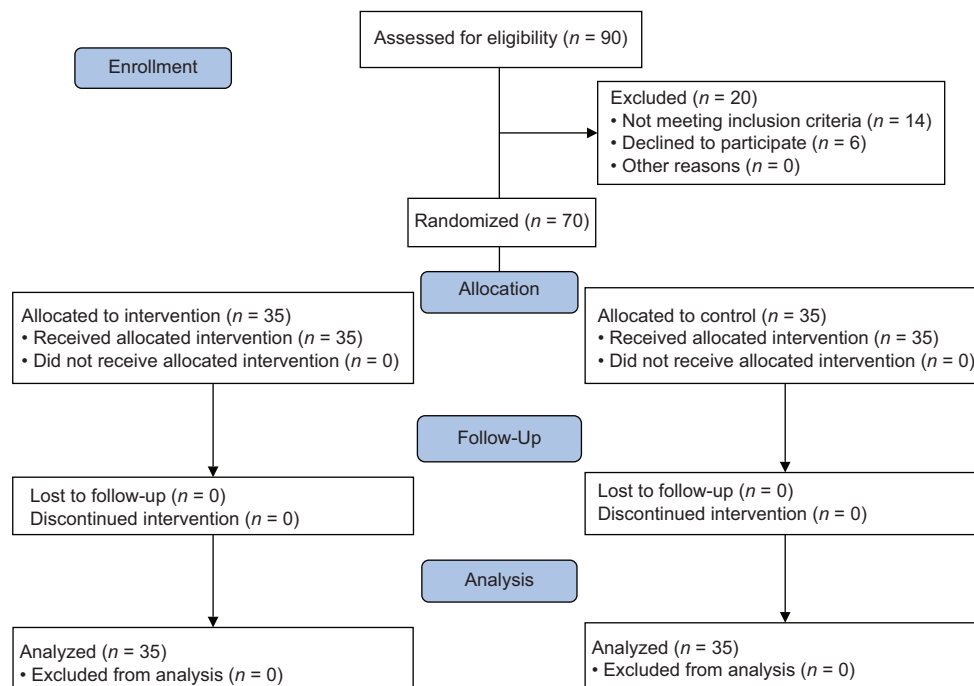 Assessed for eligibility (n = 90)
Enrollment
Excluded (n = 20)
• Not meeting inclusion criteria (n = 14)
• Declined to participate (n = 6)
• Other reasons (n = 0)
Randomized (n = 70)
Allocation
Allocated to intervention (n = 35)
• Received allocated intervention (n = 35)
• Did not receive allocated intervention (n = 0)
Allocated to control (n = 35)
• Received allocated intervention (n = 35)
• Did not receive allocated intervention (n = 0)
Follow-Up
Lost to follow-up (n = 0)
Discontinued intervention (n = 0)
Lost to follow-up (n = 0)
Discontinued intervention (n = 0)
Analysis
Analyzed (n = 35)
• Excluded from analysis (n = 0)
Analyzed (n = 35)
• Excluded from analysis (n = 0)